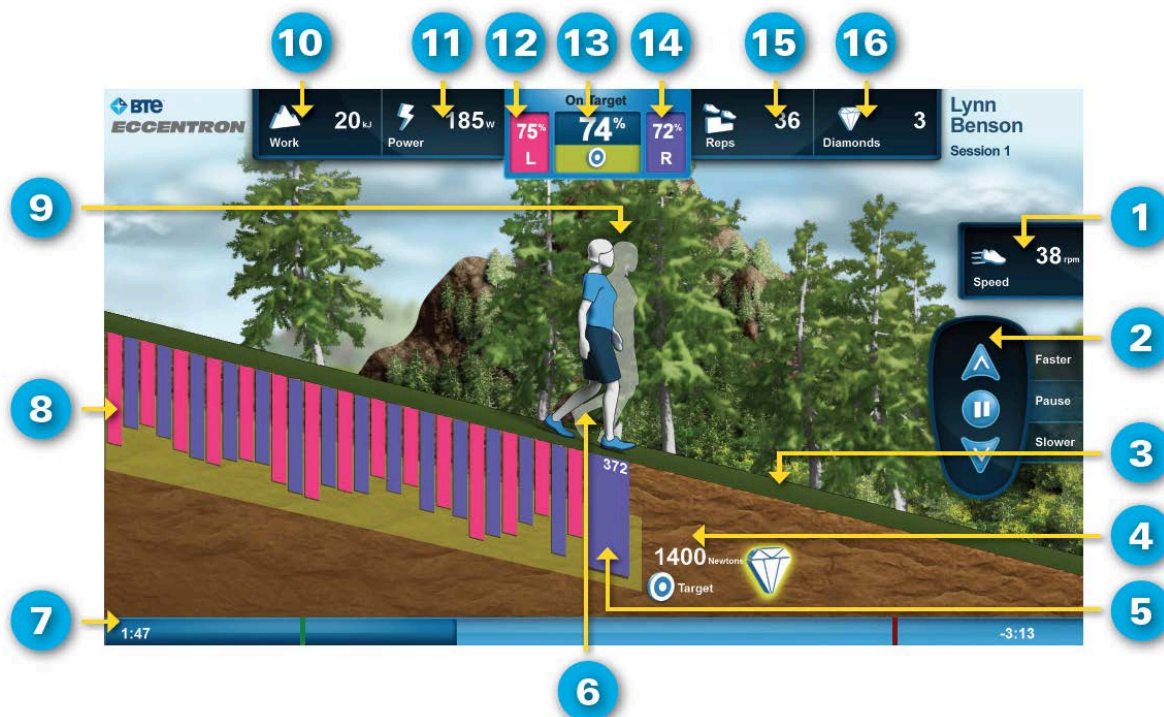 10 11 12 13 14 15 16
BTE
ECCENTRON
Work
20 kJ
Power
185 W
On Target
75%
L
74%
72%
R
Reps
36
Diamonds
3
Lynn
Benson
Session 1
9
1
Speed
38 rpm
2
Faster
Pause
Slower
8
3
372
4
1400 Newtons
Target
5
7
1:47
-3:13
6